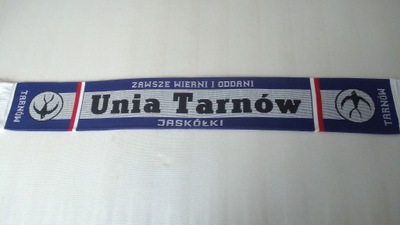 TARNÓW
ZAWSZE WIERNI I ODDANI
Unia Tarnów
JASKÓŁKI
TARNÓW